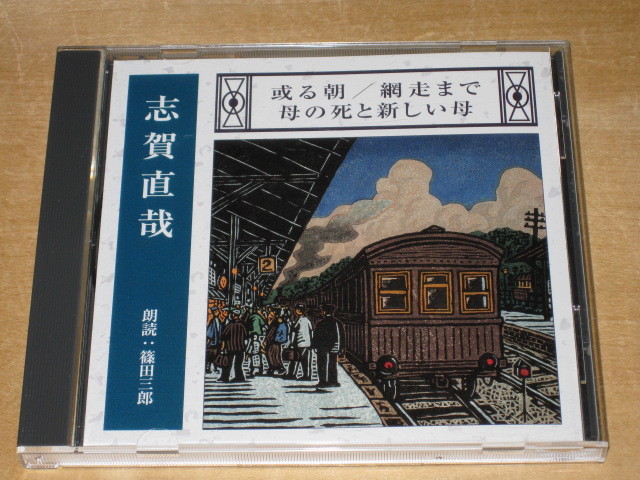 志賀直哉
朗読：篠田三郎
或る朝／網走まで
母の死と新しい母
2